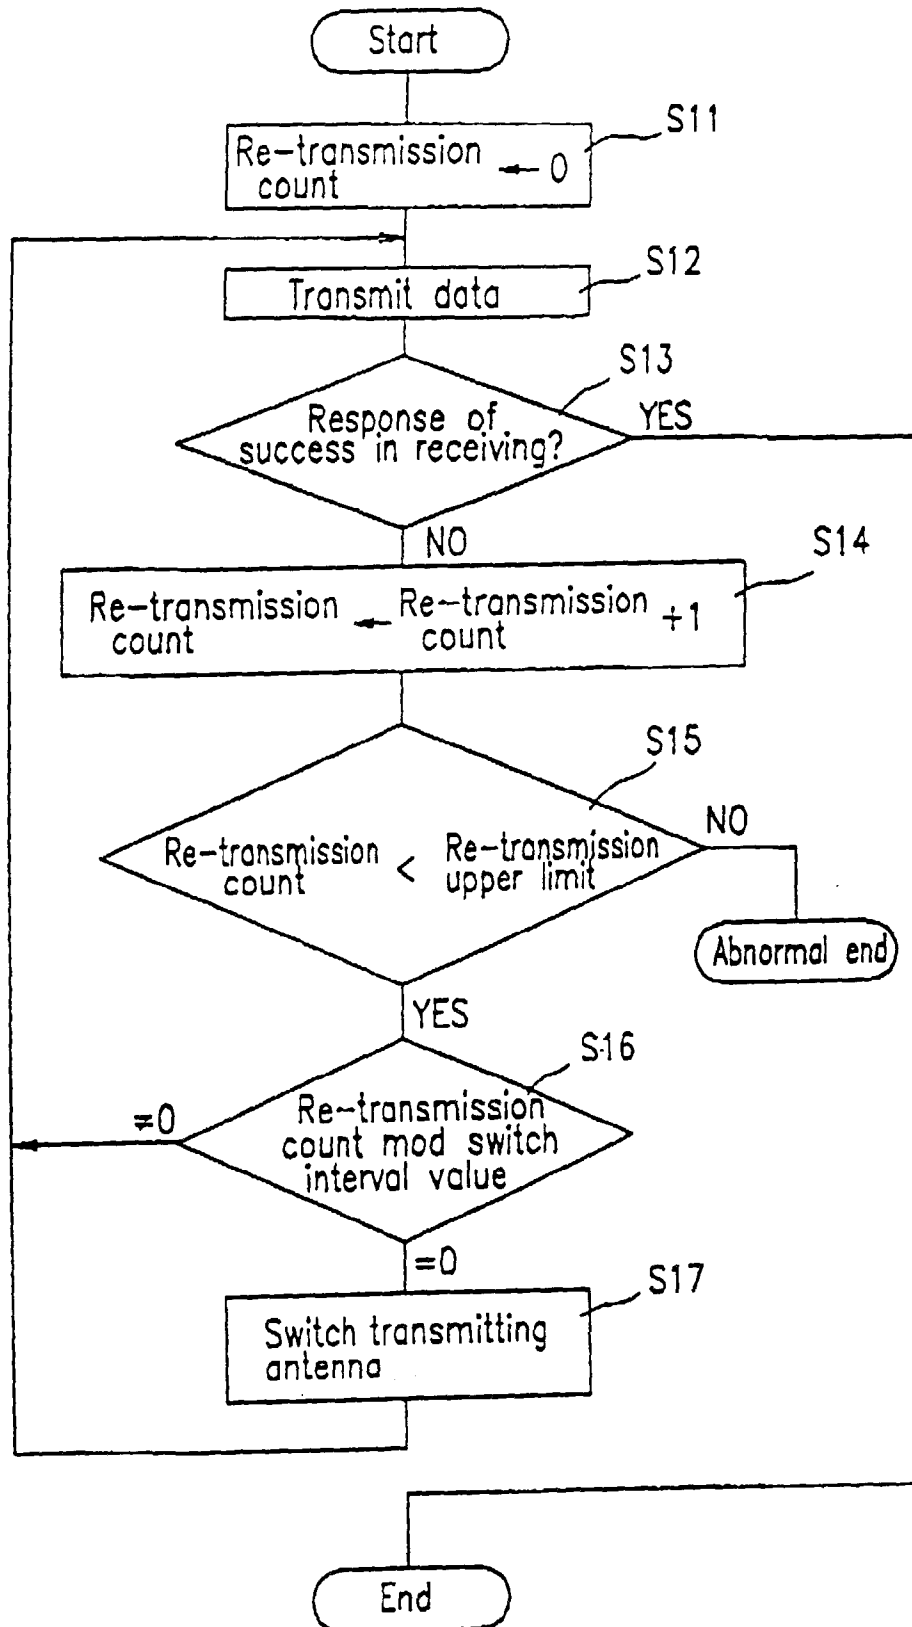 Start
S11
Re-transmission
count
← 0
S12
Transmit data
S13
Response of
success in receiving?
YES
NO
S14
Re-transmission
count
←
Re-transmission
count
+1
S15
Re-transmission
count
<
Re-transmission
upper limit
NO
Abnormal end
YES
S16
Re-transmission
count mod switch
interval value
≠0
=0
S17
Switch transmitting
antenna
End